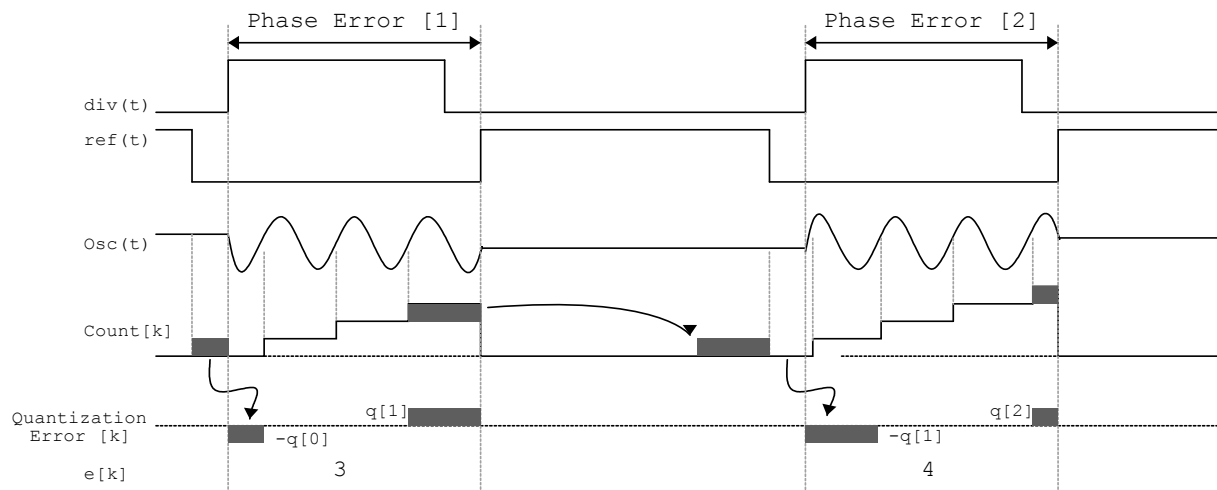 Phase Error [1]
Phase Error [2]
div(t)
ref(t)
Osc(t)
Count[k]
Quantization
Error [k]
q[1]
-q[0]
q[2]
-q[1]
e[k]
3
4